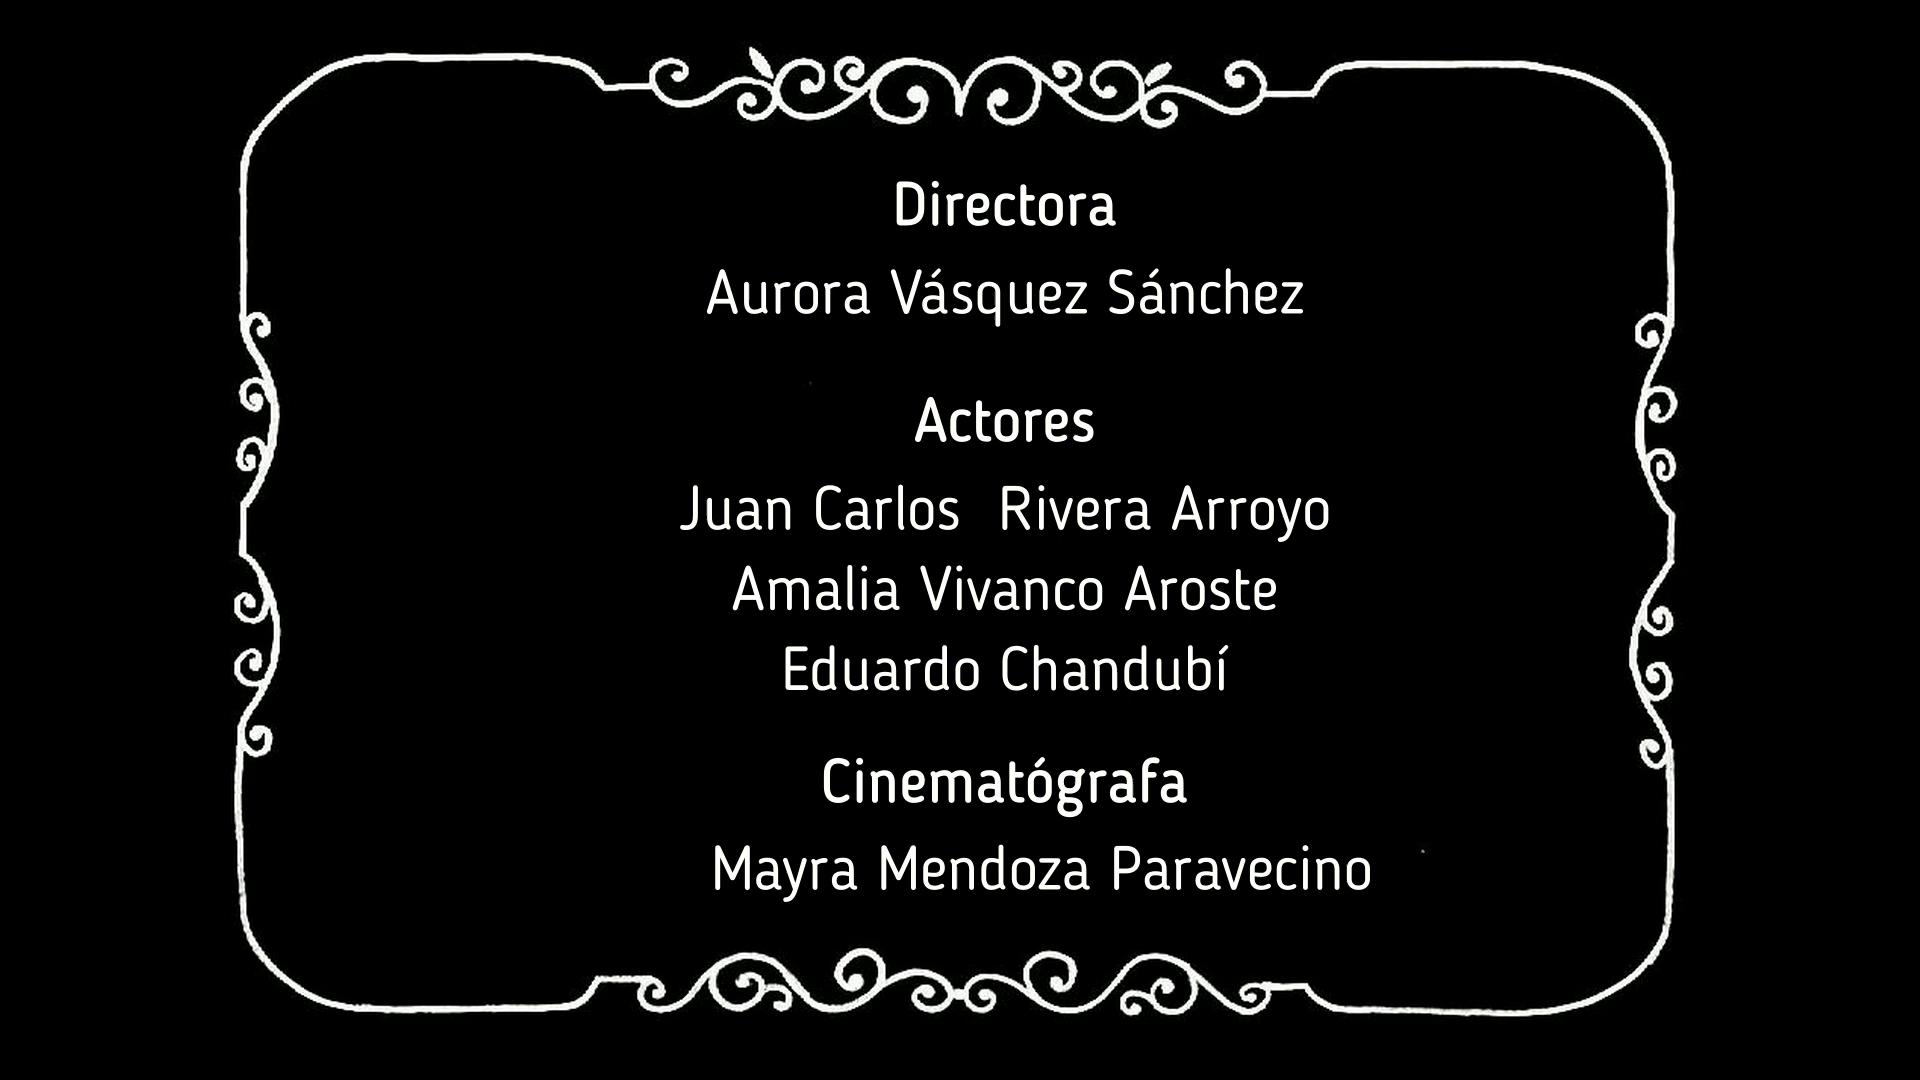 Directora
Aurora Vásquez Sánchez
Actores
Juan Carlos  Rivera Arroyo
Amalia Vivanco Aroste
Eduardo Chandubí
Cinematógrafa
Mayra Mendoza Paravecino